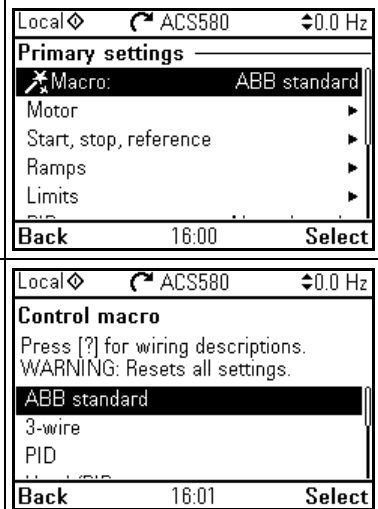 Local ACS580 0.0 Hz
Primary settings
Macro: ABB standard
Motor
Start, stop, reference
Ramps
Limits
Back 16:00 Select
Local ACS580 0.0 Hz
Control macro
Press [?] for wiring descriptions.
WARNING: Resets all settings.
ABB standard
3-wire
PID
Back 16:01 Select